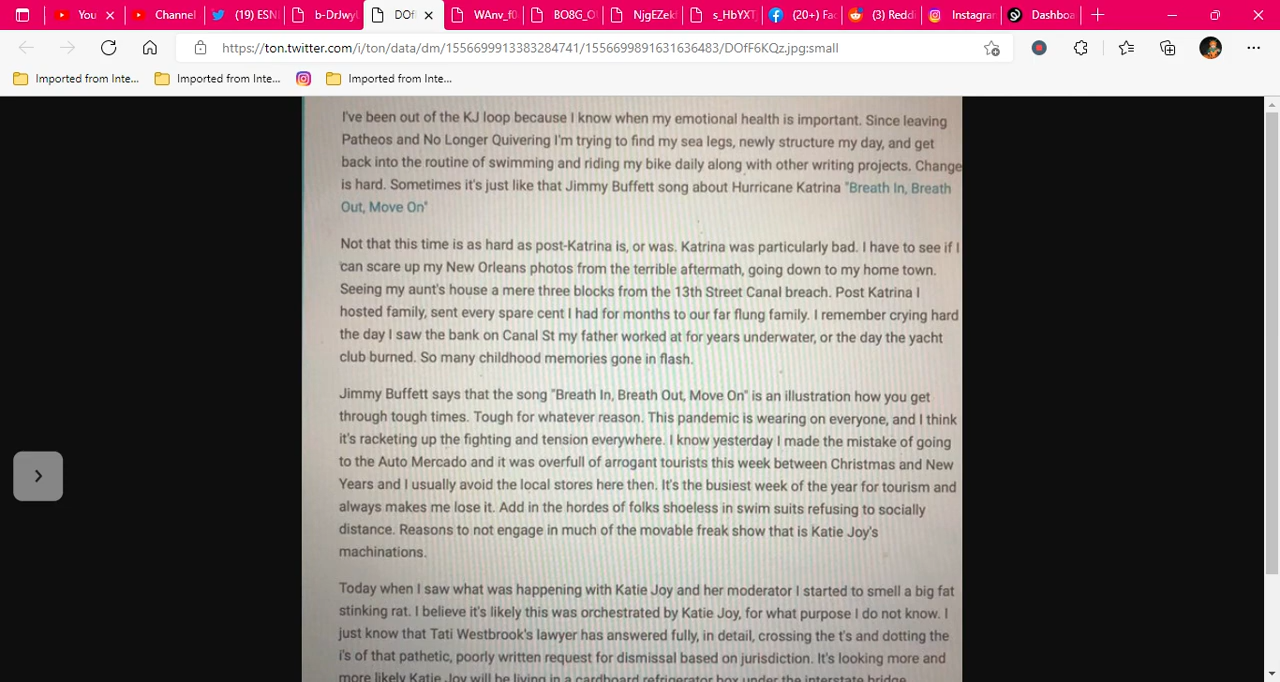 You
Channel
(19) ESN
b-DrJwyU
DOf
WAnv_f0
BO8G_O
NjgEZek
s_HbYXT
(20+) Fac
(3) Redd
Instagrar
Dashboa
https://ton.twitter.com/i/ton/data/dm/1556699913383284741/1556699891631636483/DOfF6KQz.jpg:small
Imported from Inte...
Imported from Inte...
Imported from Inte...
I've been out of the KJ loop because I know when my emotional health is important. Since leaving
Patheos and No Longer Quivering I'm trying to find my sea legs, newly structure my day, and get
back into the routine of swimming and riding my bike daily along with other writing projects. Change
is hard. Sometimes it's just like that Jimmy Buffett song about Hurricane Katrina "Breath In, Breath
Out, Move On"
Not that this time is as hard as post-Katrina is, or was. Katrina was particularly bad. I have to see if I
can scare up my New Orleans photos from the terrible aftermath, going down to my home town.
Seeing my aunt's house a mere three blocks from the 13th Street Canal breach. Post Katrina I
hosted family, sent every spare cent I had for months to our far flung family. I remember crying hard
the day I saw the bank on Canal St my father worked at for years underwater, or the day the yacht
club burned. So many childhood memories gone in flash.
Jimmy Buffett says that the song "Breath In, Breath Out, Move On" is an illustration how you get
through tough times. Tough for whatever reason. This pandemic is wearing on everyone, and I think
it's racketing up the fighting and tension everywhere. I know yesterday I made the mistake of going
to the Auto Mercado and it was overfull of arrogant tourists this week between Christmas and New
Years and I usually avoid the local stores here then. It's the busiest week of the year for tourism and
always makes me lose it. Add in the hordes of folks shoeless in swim suits refusing to socially
distance. Reasons to not engage in much of the movable freak show that is Katie Joy's
machinations.
Today when I saw what was happening with Katie Joy and her moderator I started to smell a big fat
stinking rat. I believe it's likely this was orchestrated by Katie Joy, for what purpose I do not know. I
just know that Tati Westbrook's lawyer has answered fully, in detail, crossing the t's and dotting the
i's of that pathetic, poorly written request for dismissal based on jurisdiction. It's looking more and
more likely Katie Joy will be living in a cardboard refrigerator box under the interstate bridge